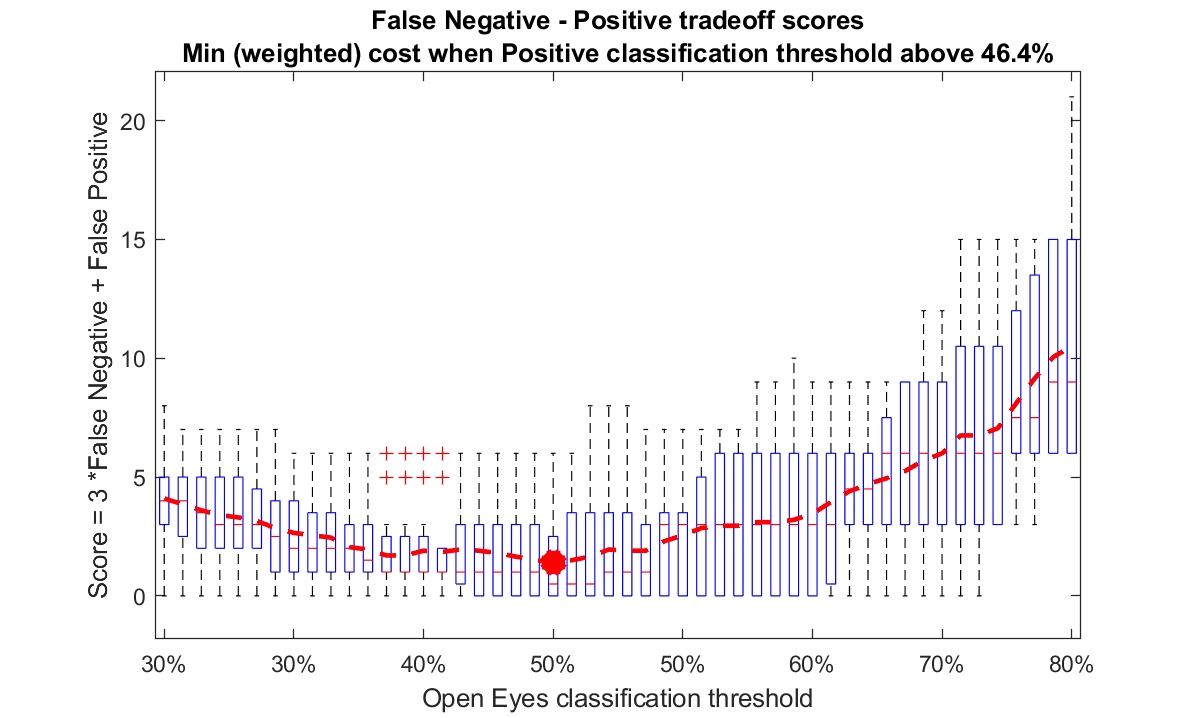 False Negative - Positive tradeoff scores
Min (weighted) cost when Positive classification threshold above 46.4%
Score = 3 *False Negative + False Positive
20
15
10
5
0
30% 30% 40% 50% 50% 60% 70% 80%
Open Eyes classification threshold